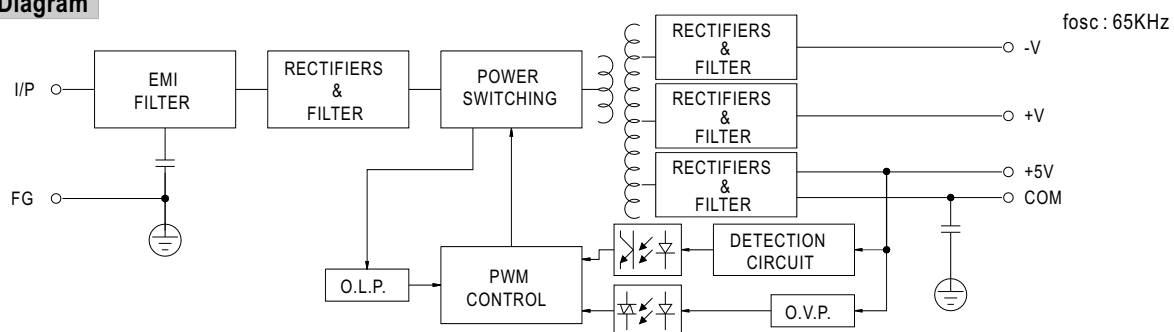 Diagram
fosc : 65KHz
I/P
EMI
FILTER
RECTIFIERS
&
FILTER
POWER
SWITCHING
RECTIFIERS
&
FILTER
-V
RECTIFIERS
&
FILTER
+V
RECTIFIERS
&
FILTER
+5V
COM
FG
O.L.P.
PWM
CONTROL
DETECTION
CIRCUIT
O.V.P.